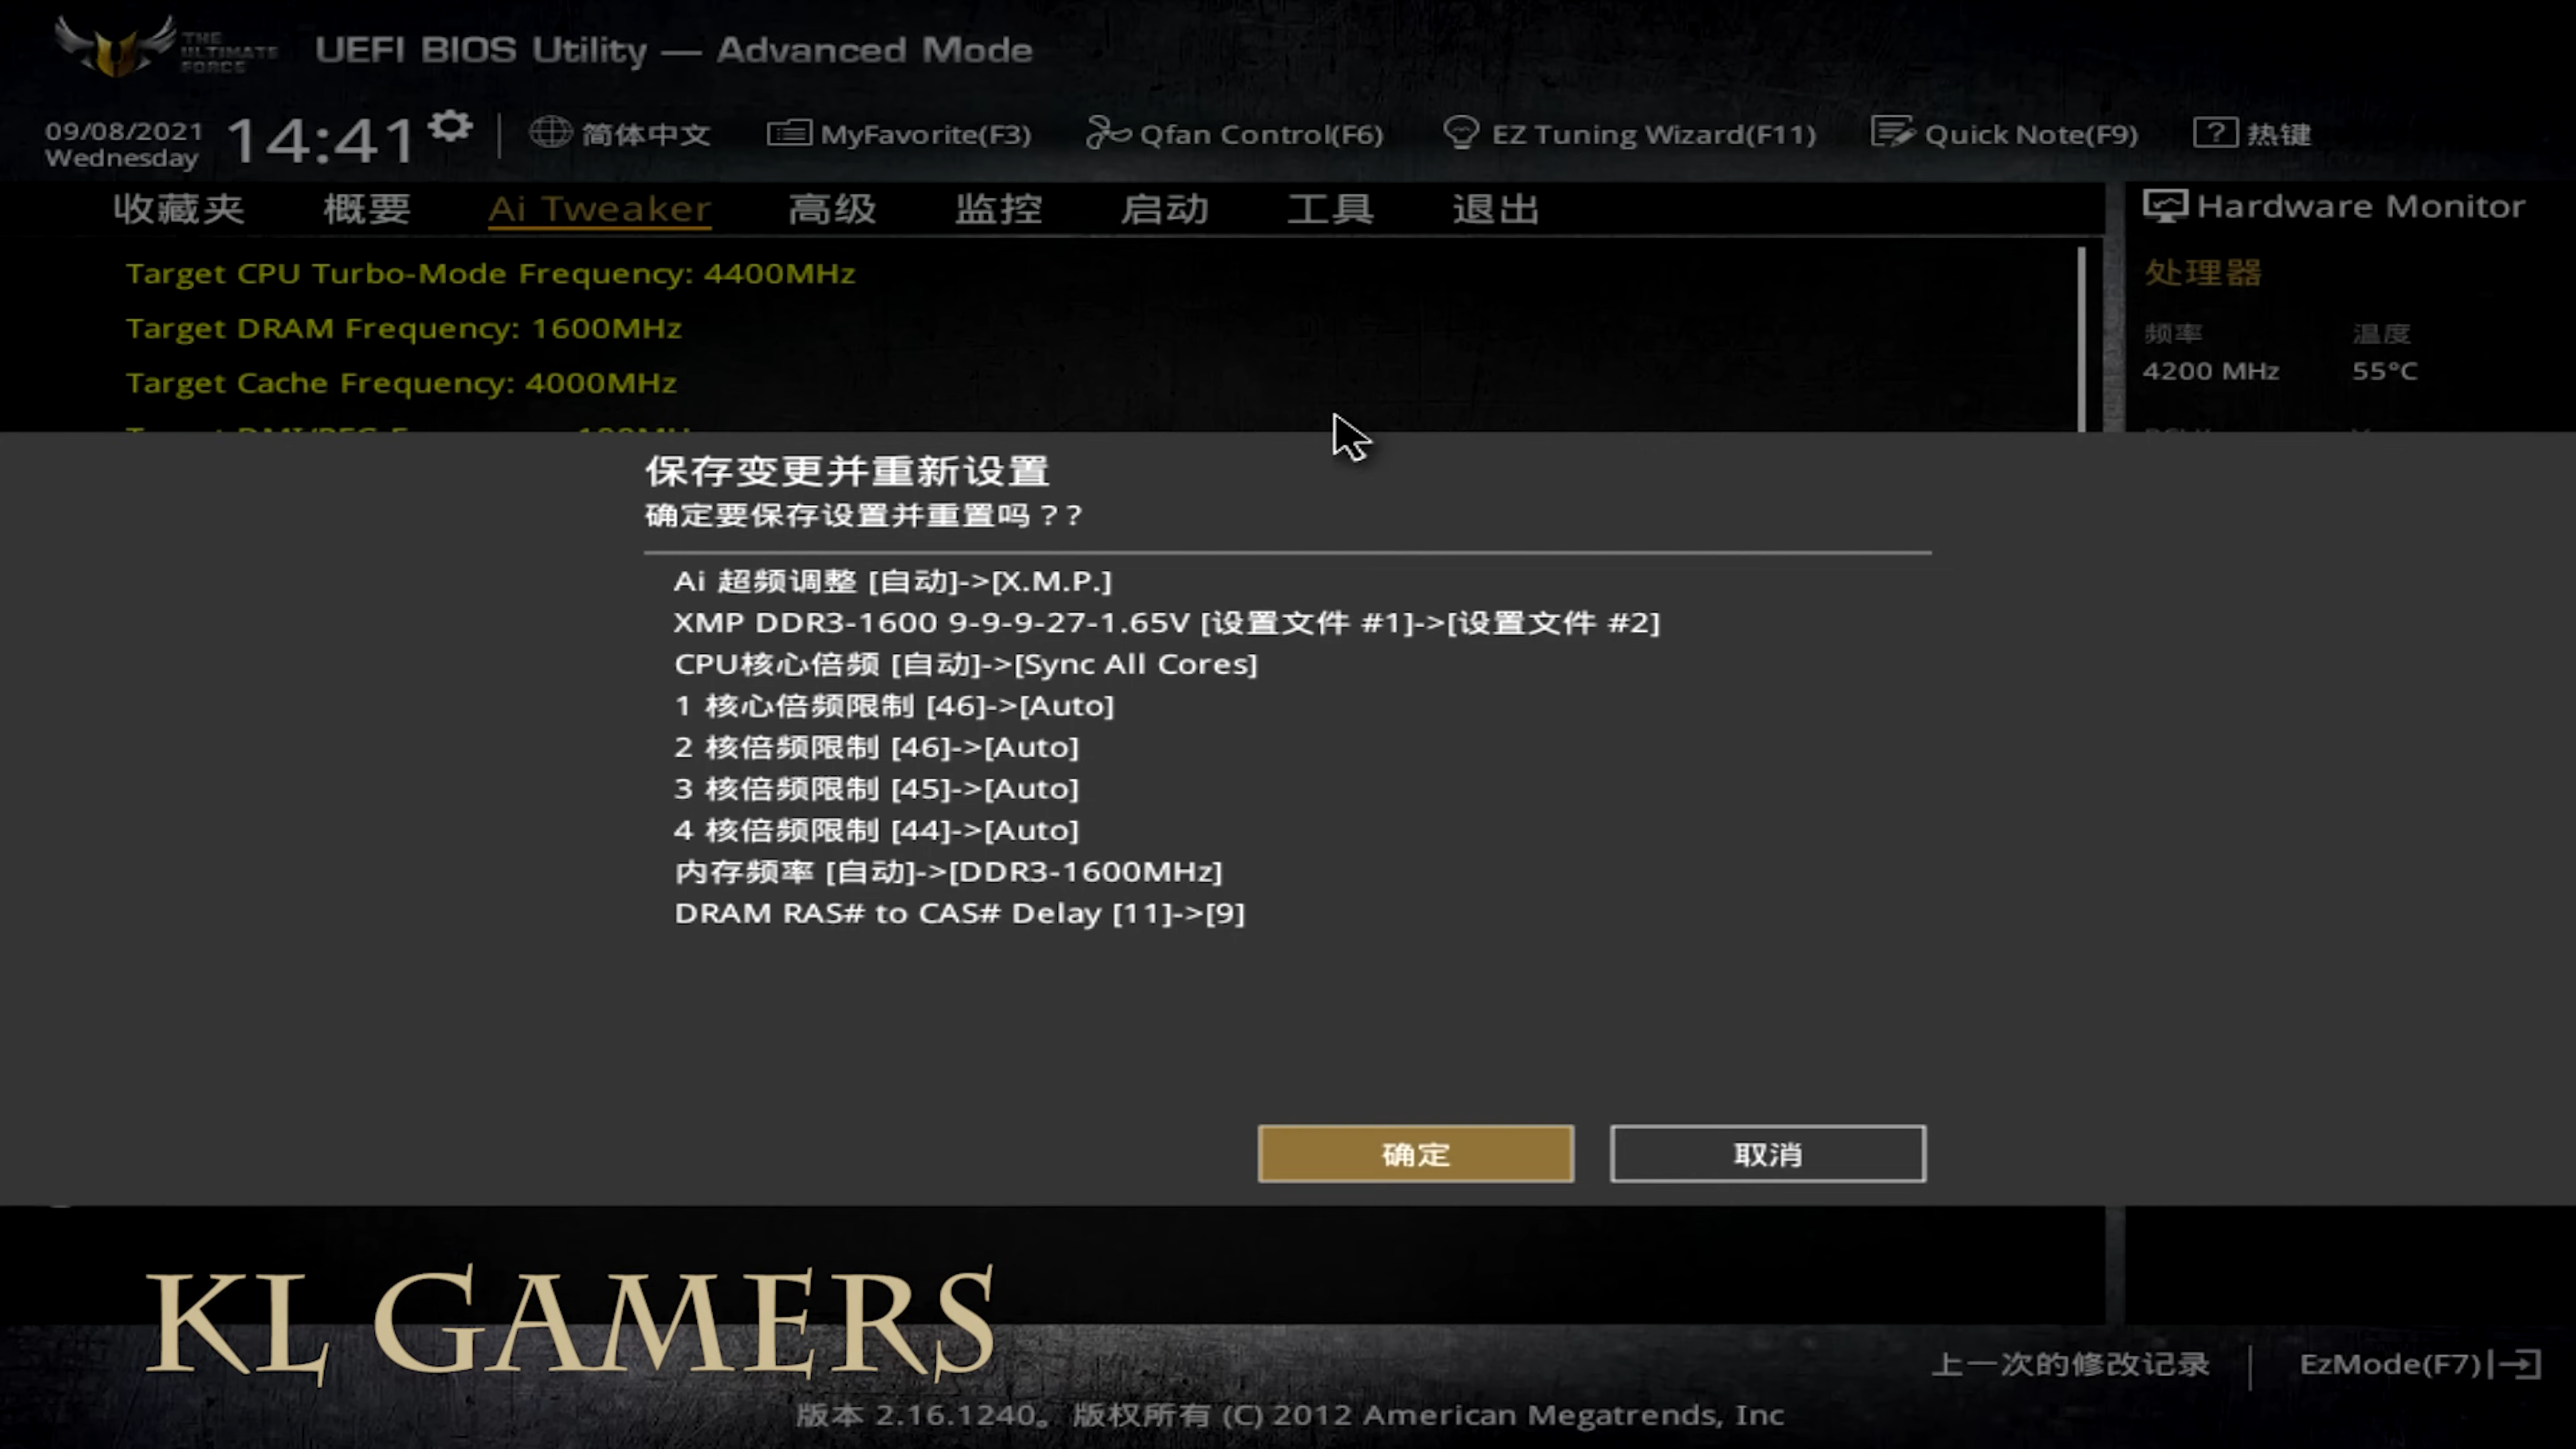 THE
ULTIMATE
FORCE
UEFI BIOS Utility — Advanced Mode
09/08/2021
Wednesday
14:41
简体中文
MyFavorite(F3)
Qfan Control(F6)
EZ Tuning Wizard(F11)
Quick Note(F9)
? 热键
收藏夹 概要 Ai Tweaker 高级 监控 启动 工具 退出
Hardware Monitor
Target CPU Turbo-Mode Frequency: 4400MHz
Target DRAM Frequency: 1600MHz
Target Cache Frequency: 4000MHz
处理器
频率 温度
4200 MHz 55°C
保存变更并重新设置
确定要保存设置并重置吗？?
Ai 超频调整 [自动]->[X.M.P.]
XMP DDR3-1600 9-9-9-27-1.65V [设置文件 #1]->[设置文件 #2]
CPU核心倍频 [自动]->[Sync All Cores]
1 核心倍频限制 [46]->[Auto]
2 核倍频限制 [46]->[Auto]
3 核倍频限制 [45]->[Auto]
4 核倍频限制 [44]->[Auto]
内存频率 [自动]->[DDR3-1600MHz]
DRAM RAS# to CAS# Delay [11]->[9]
确定 取消
KL GAMERS
上一次的修改记录 | EzMode(F7)
版本 2.16.1240。 版权所有 (C) 2012 American Megatrends, Inc